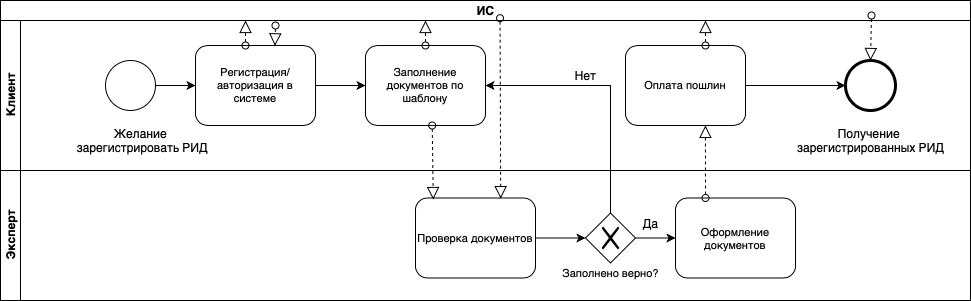 ИС
Клиент
Регистрация/
авторизация в
системе
Заполнение
документов по
шаблону
Нет
Оплата пошлин
Желание
зарегистрировать РИД
Получение
зарегистрированных РИД
Эксперт
Проверка документов
Да
Оформление
документов
Заполнено верно?